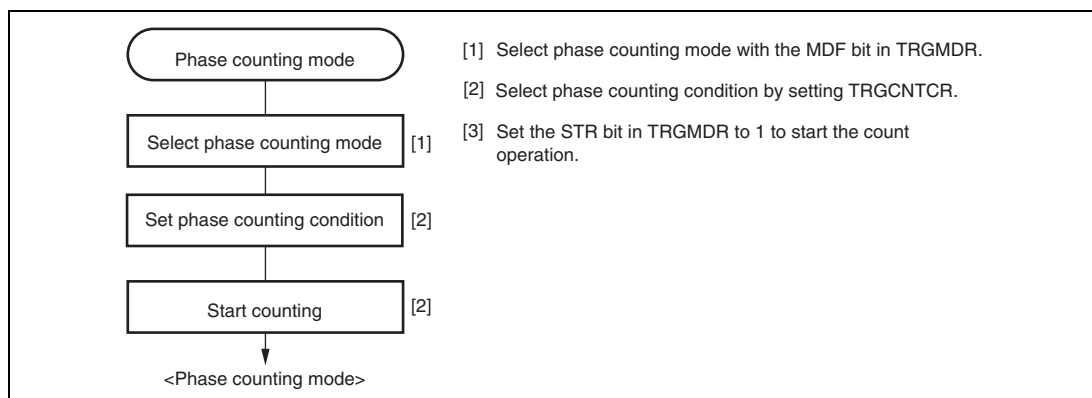 Phase counting mode
Select phase counting mode [1]
Set phase counting condition [2]
Start counting [2]
<Phase counting mode>
[1] Select phase counting mode with the MDF bit in TRGMDR.
[2] Select phase counting condition by setting TRGCNTCR.
[3] Set the STR bit in TRGMDR to 1 to start the count
operation.